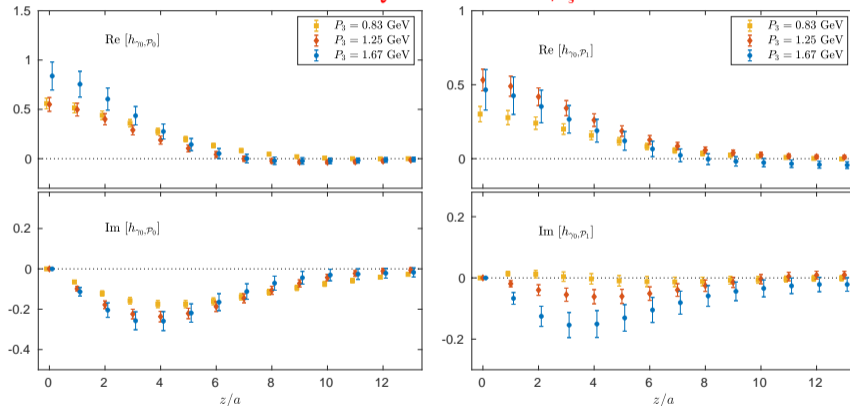 P₃ = 0.83 GeV
P₃ = 1.25 GeV
P₃ = 1.67 GeV
Re [h_{γ₀,𝒫₀}]
1.5
1
0.5
0
P₃ = 0.83 GeV
P₃ = 1.25 GeV
P₃ = 1.67 GeV
Re [h_{γ₀,𝒫₁}]
1
0.5
0
Im [h_{γ₀,𝒫₀}]
0.2
0
-0.2
-0.4
0 2 4 6 8 10 12
z/a
Im [h_{γ₀,𝒫₁}]
0.2
0
-0.2
0 2 4 6 8 10 12
z/a